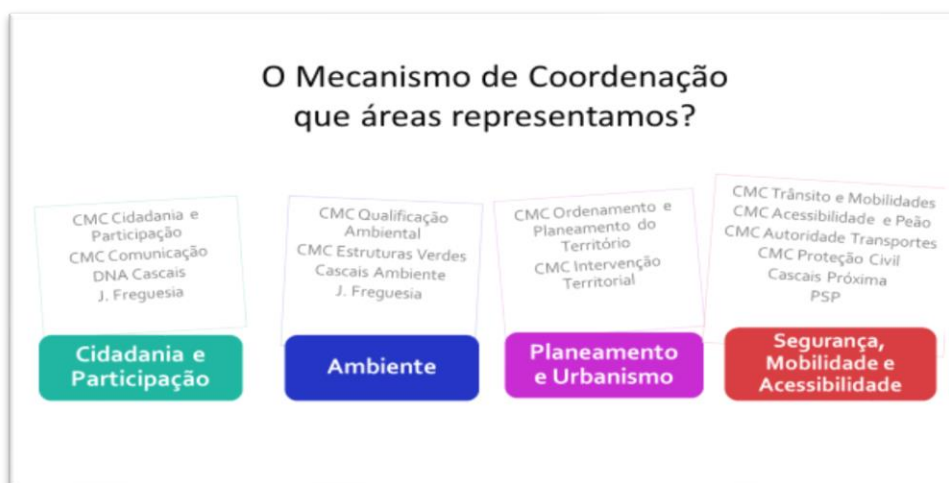 O Mecanismo de Coordenação
que áreas representamos?
CMC Cidadania e
Participação
CMC Comunicação
DNA Cascais
J. Freguesia
Cidadania e
Participação
CMC Qualificação
Ambiental
CMC Estruturas Verdes
Cascais Ambiente
J. Freguesia
Ambiente
CMC Ordenamento e
Planeamento do
Território
CMC Intervenção
Territorial
Planeamento
e Urbanismo
CMC Trânsito e Mobilidades
CMC Acessibilidade e Peão
CMC Autoridade Transportes
CMC Proteção Civil
Cascais Próxima
PSP
Segurança,
Mobilidade e
Acessibilidade